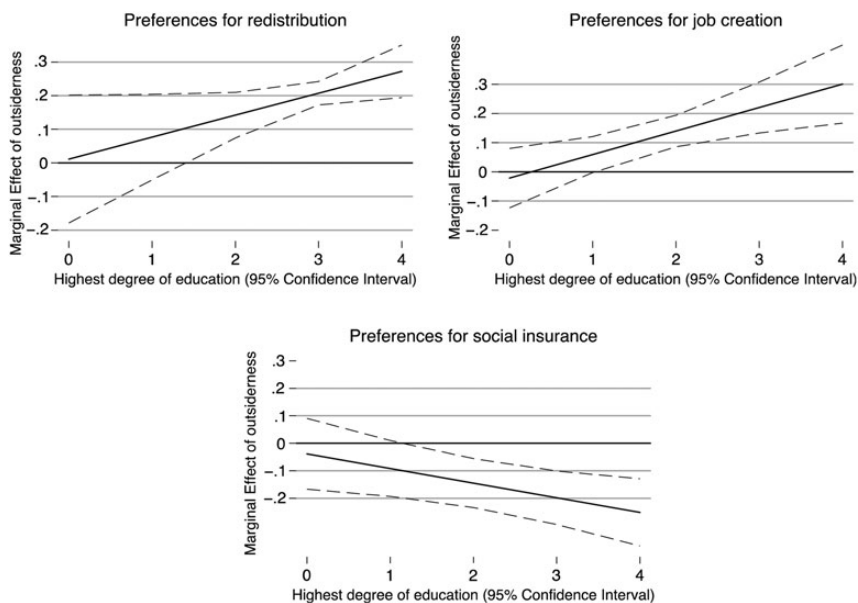 Preferences for redistribution
Marginal Effect of outsiderness
.3
.2
.1
0
–.1
–.2
0 1 2 3 4
Highest degree of education (95% Confidence Interval)
Preferences for job creation
Marginal Effect of outsiderness
.3
.2
.1
0
–.1
–.2
0 1 2 3 4
Highest degree of education (95% Confidence Interval)
Preferences for social insurance
Marginal Effect of outsiderness
.3
.2
.1
0
–.1
–.2
0 1 2 3 4
Highest degree of education (95% Confidence Interval)